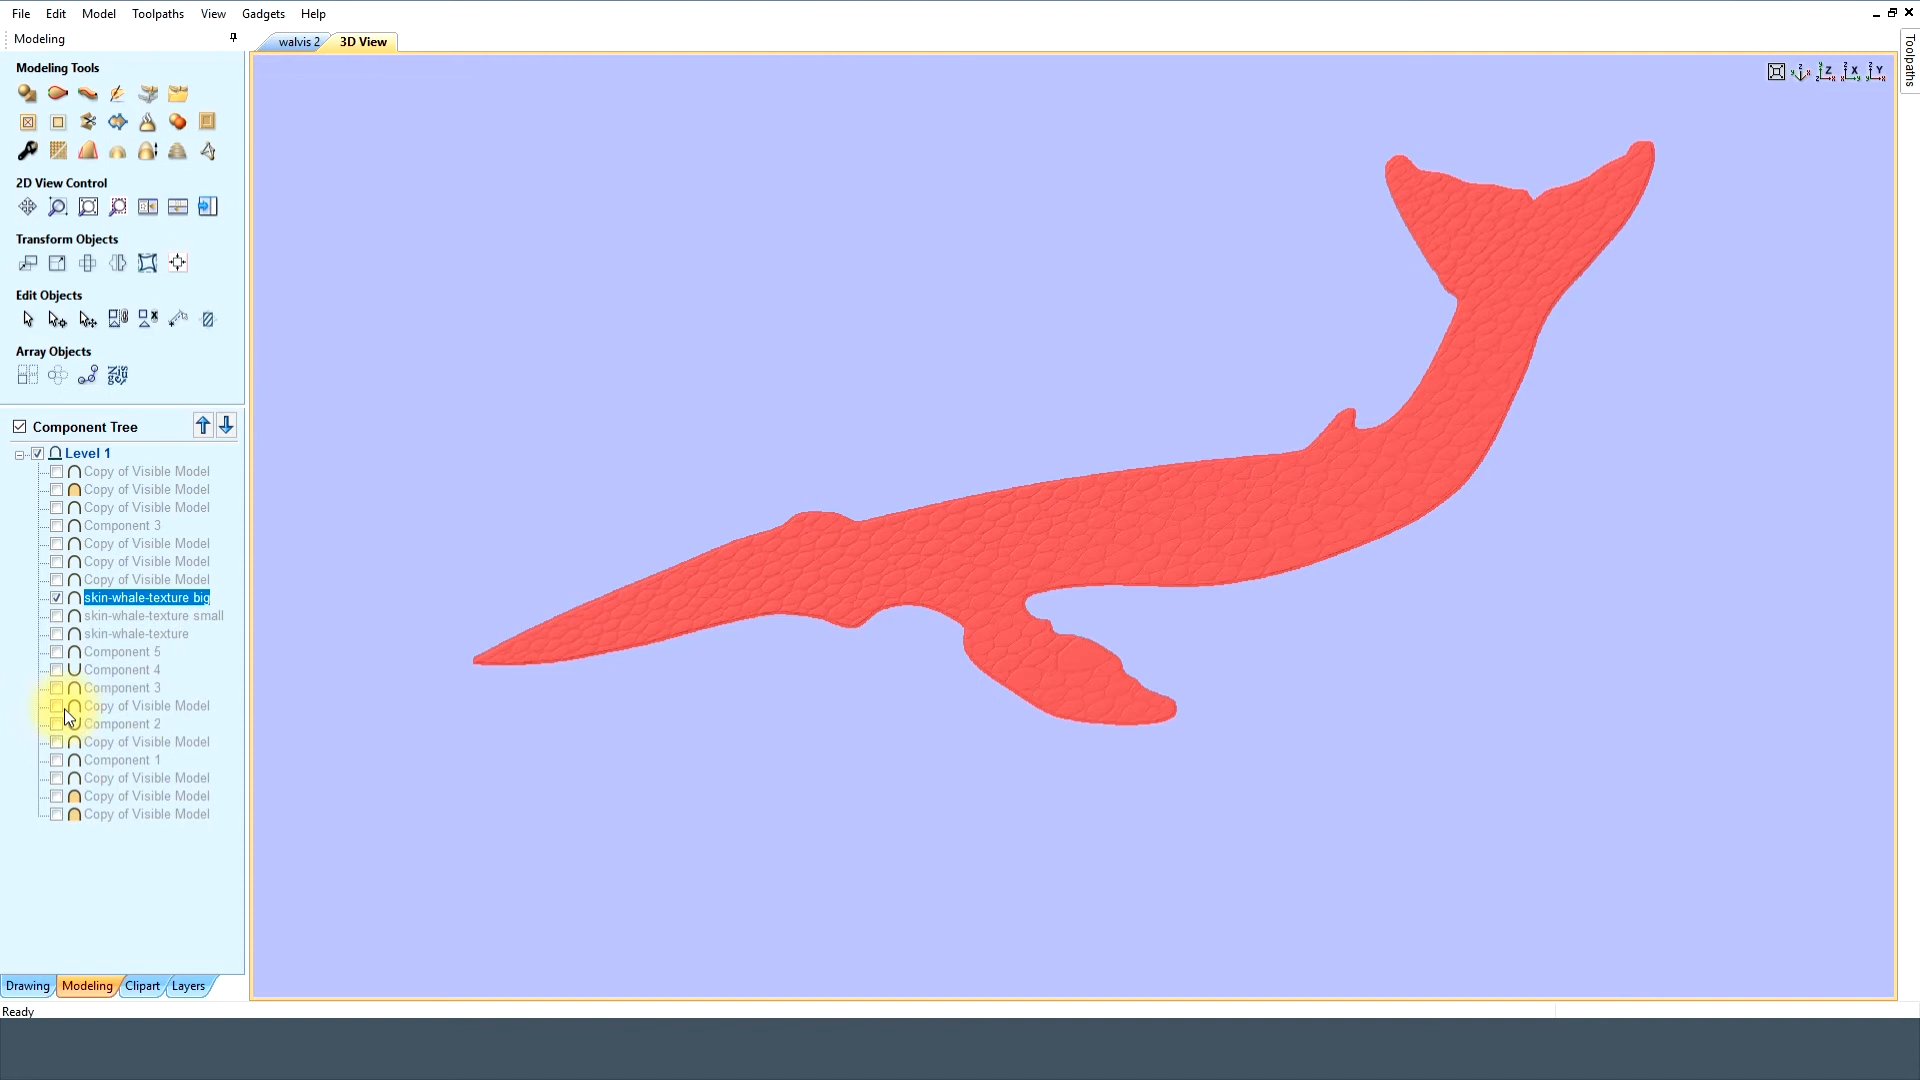 File Edit Model Toolpaths View Gadgets Help
Modeling
walvis 2 3D View
Toolpaths
Modeling Tools
2D View Control
Transform Objects
Edit Objects
Array Objects
Component Tree
Level 1
Copy of Visible Model
Copy of Visible Model
Copy of Visible Model
Component 3
Copy of Visible Model
Copy of Visible Model
Copy of Visible Model
skin-whale-texture big
skin-whale-texture small
skin-whale-texture
Component 5
Component 4
Component 3
Copy of Visible Model
Component 2
Copy of Visible Model
Component 1
Copy of Visible Model
Copy of Visible Model
Copy of Visible Model
Drawing Modeling Clipart Layers
Ready